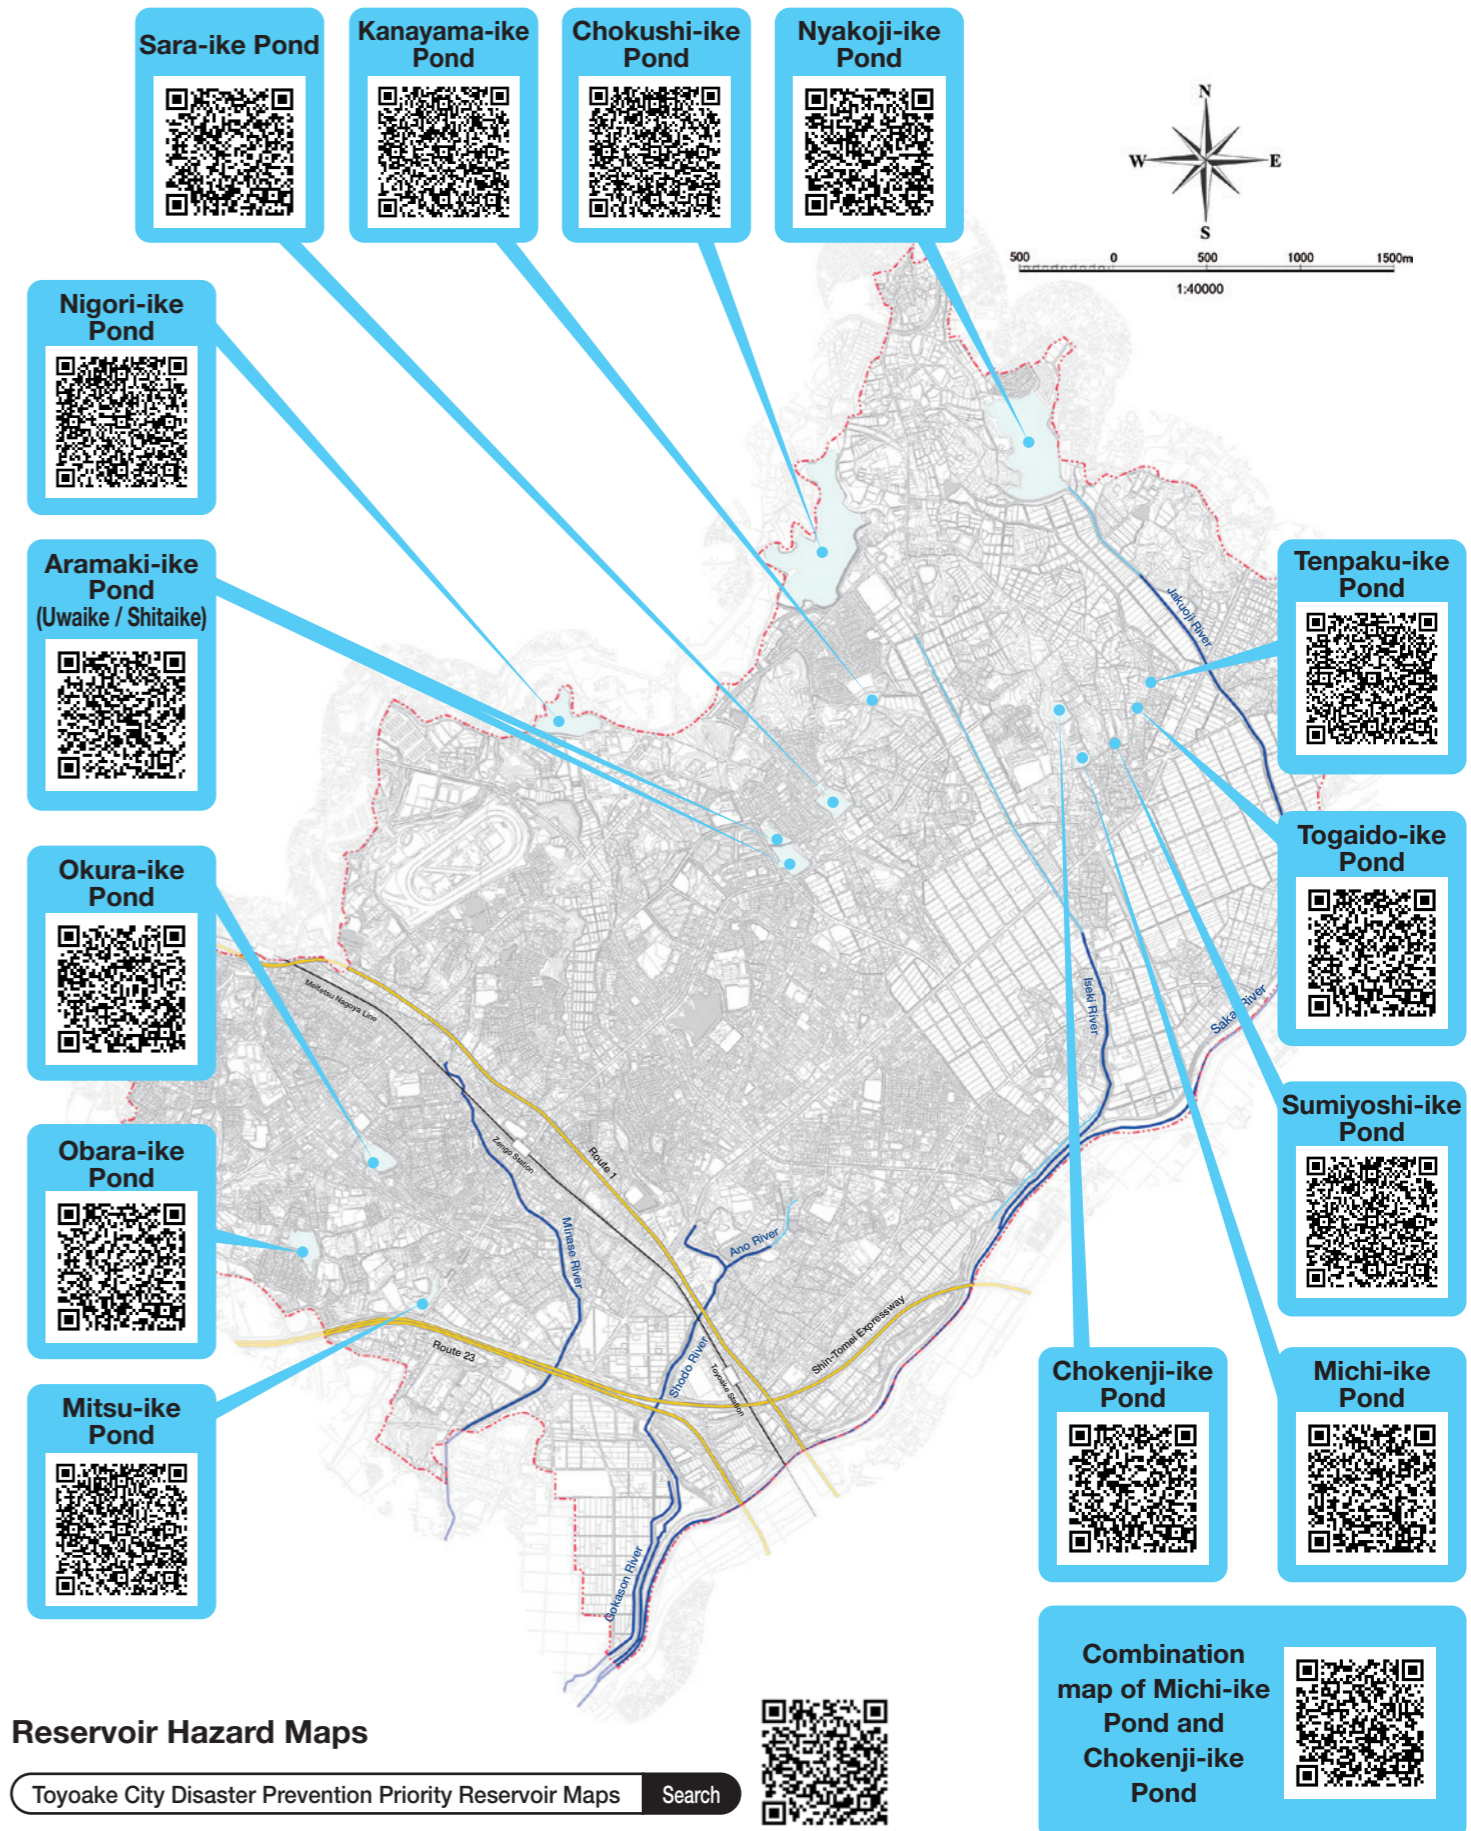 Sara-ike Pond
Kanayama-ike
Pond
Chokushi-ike
Pond
Nyakoji-ike
Pond
N
W
E
S
500
0
500
1000
1500m
1:40000
Nigori-ike
Pond
Aramaki-ike
Pond
(Uwaike / Shitaike)
Tenpaku-ike
Pond
Jakuoji River
Togaido-ike
Pond
Okura-ike
Pond
Meitetsu Nagoya Line
Iseki River
Sakai River
Sumiyoshi-ike
Pond
Obara-ike
Pond
Zengo Station
Route 1
Minase River
Ano River
Shin-Tomei Expressway
Route 23
Shodo River
Toyoake Station
Chokenji-ike
Pond
Michi-ike
Pond
Mitsu-ike
Pond
Gokason River
Combination
map of Michi-ike
Pond and
Chokenji-ike
Pond
Reservoir Hazard Maps
Toyoake City Disaster Prevention Priority Reservoir Maps
Search